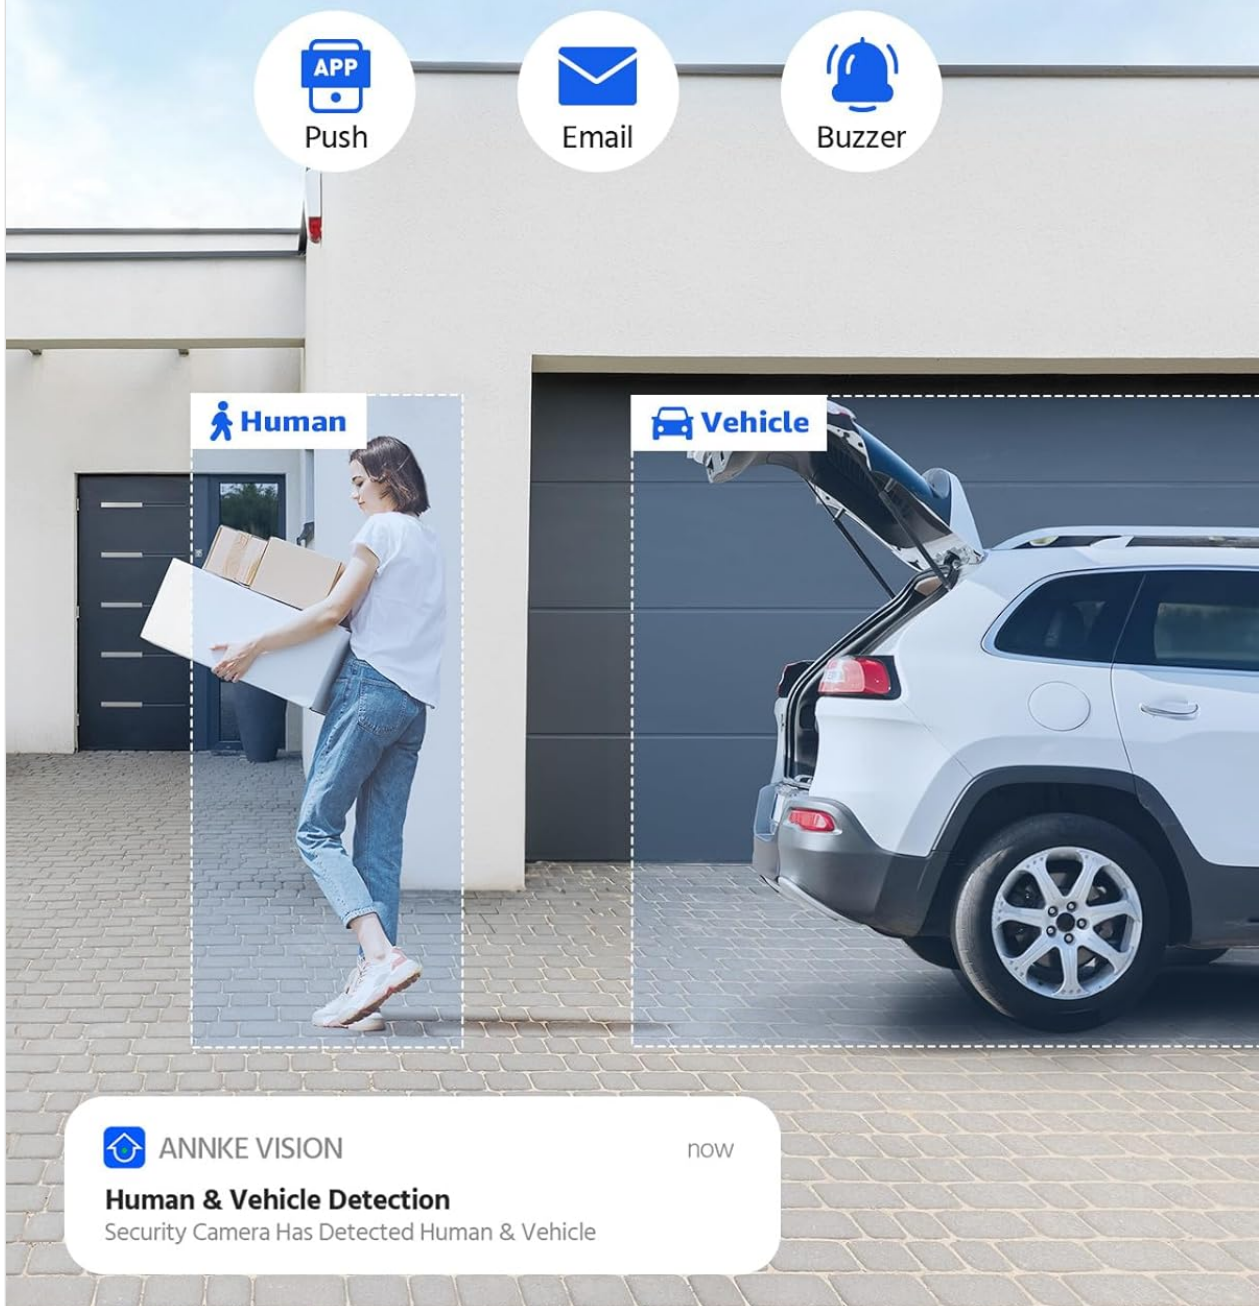 APP
Push
Email
Buzzer
Human
Vehicle
ANNKE VISION
now
Human & Vehicle Detection
Security Camera Has Detected Human & Vehicle